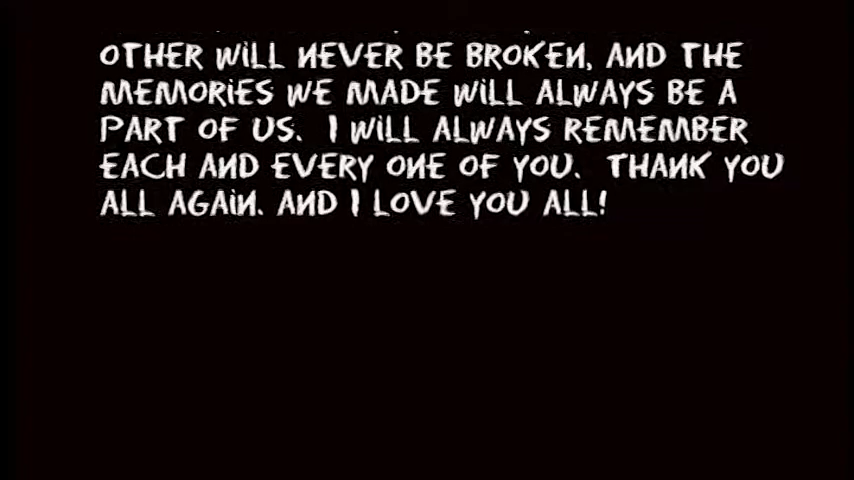 OTHER WILL NEVER BE BROKEN, AND THE
MEMORIES WE MADE WILL ALWAYS BE A
PART OF US.  I WILL ALWAYS REMEMBER
EACH AND EVERY ONE OF YOU.  THANK YOU
ALL AGAIN. AND I LOVE YOU ALL!